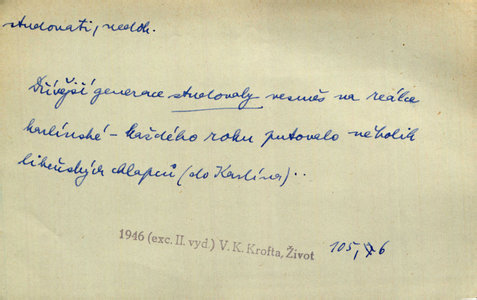 studovati, nedok.
Dřívější generace studovaly vesměs na reálce
karlínské – každého roku putovalo několik
libeňských chlapců (do Karlína)..
1946 (exc. II. vyd.) V. K. Krofta, Život 105, 6